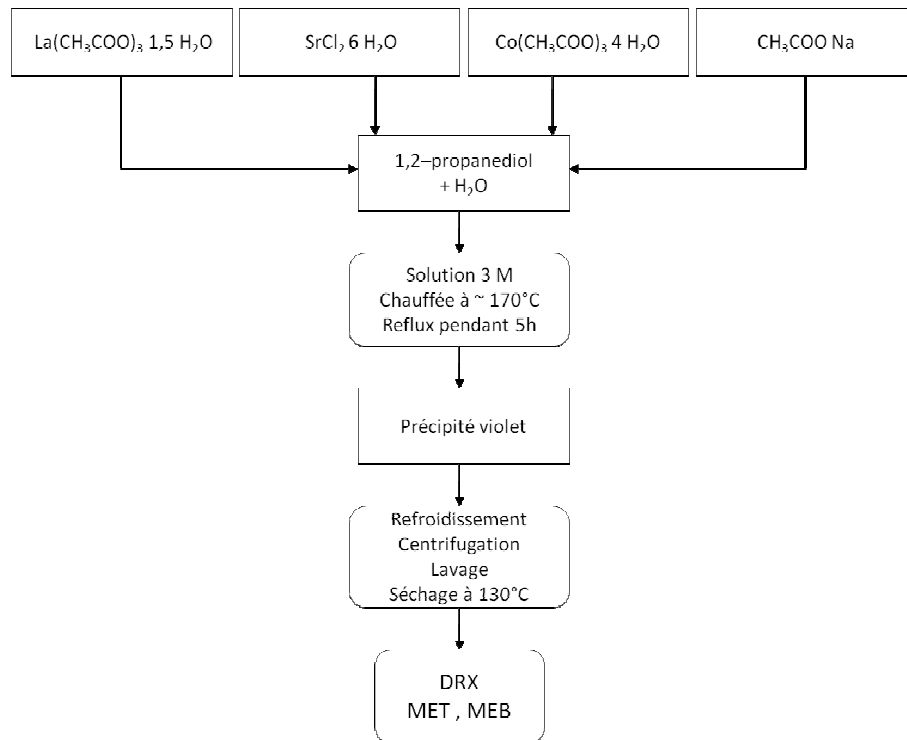 La(CH₃COO)₃ 1,5 H₂O
SrCl₂ 6 H₂O
Co(CH₃COO)₃ 4 H₂O
CH₃COO Na
1,2–propanediol
+ H₂O
Solution 3 M
Chauffée à ~ 170°C
Reflux pendant 5h
Précipité violet
Refroidissement
Centrifugation
Lavage
Séchage à 130°C
DRX
MET , MEB